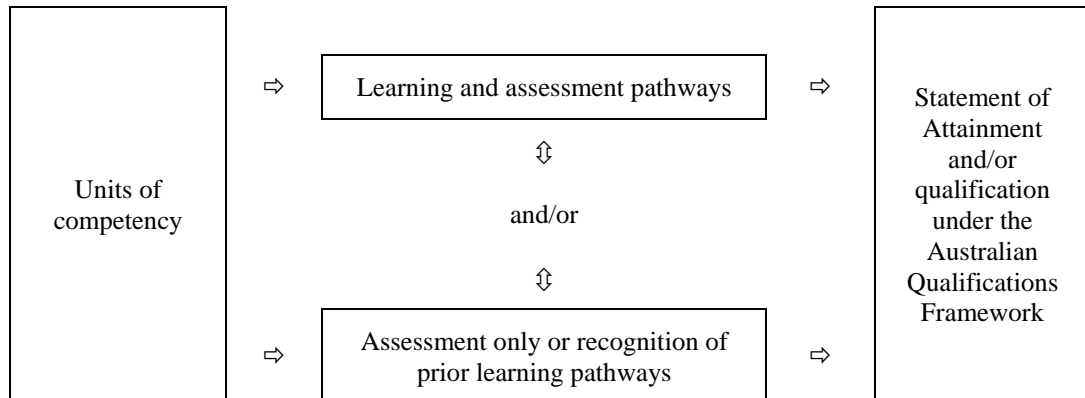 Units of
competency
Learning and assessment pathways
and/or
Assessment only or recognition of
prior learning pathways
Statement of
Attainment
and/or
qualification
under the
Australian
Qualifications
Framework